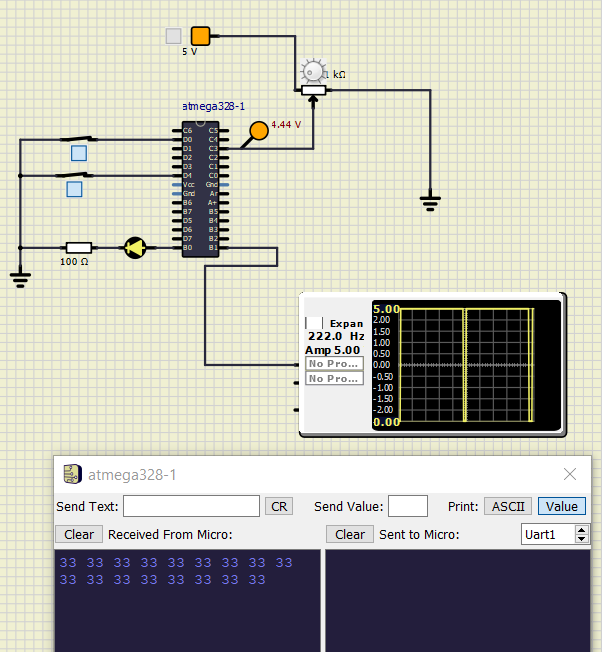 5 V
1 kΩ
atmega328-1
4.44 V
C6 C5
D0 C4
D1 C3
D2 C2
D3 C1
D4 C0
Vcc Gnd
Gnd Ar
B6 A+
B7 B5
D5 B4
D6 B3
D7 B2
B0 B1
100 Ω
Expan
222.0 Hz
Amp 5.00
No Pro...
No Pro...
5.00
2.00
1.50
1.00
0.50
0.00
-0.50
-1.00
-1.50
-2.00
0.00
atmega328-1
Send Text: CR Send Value: Print: ASCII Value
Clear Received From Micro: Clear Sent to Micro: Uart1
33 33 33 33 33 33 33 33 33
33 33 33 33 33 33 33 33